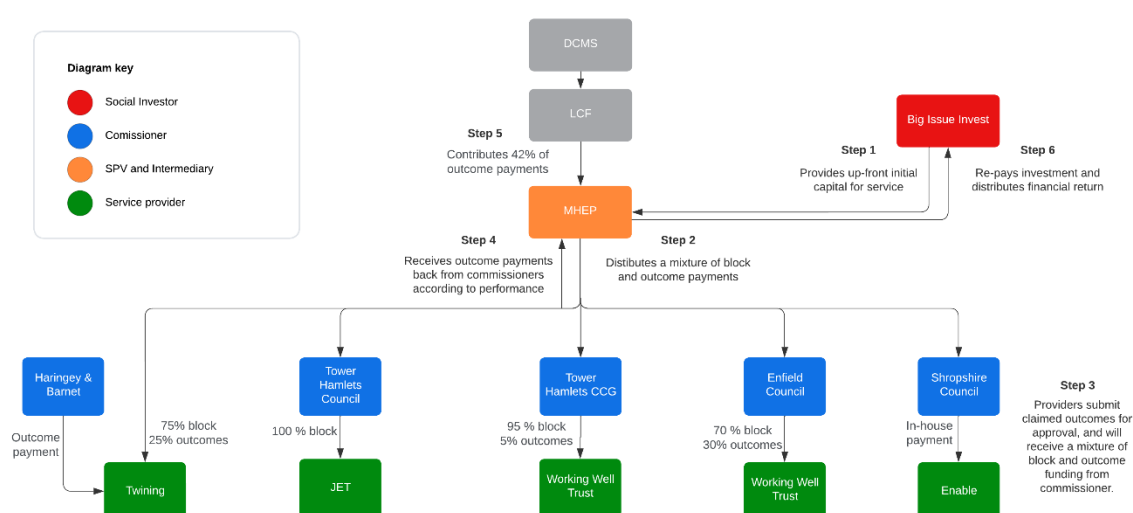 DCMS
Diagram key
Social Investor
Comissioner
SPV and Intermediary
Service provider
LCF
Big Issue Invest
Step 5
Contributes 42% of
outcome payments
Step 1
Provides up-front initial
capital for service
Step 6
Re-pays investment and
distributes financial return
MHEP
Step 4
Receives outcome payments
back from commissioners
according to performance
Step 2
Distibutes a mixture of block
and outcome payments
Haringey &
Barnet
Tower
Hamlets
Council
Tower
Hamlets CCG
Enfield
Council
Shropshire
Council
Step 3
Providers submit
claimed outcomes for
approval, and will
receive a mixture of
block and outcome
funding from
commissioner.
Outcome
payment
75% block
25% outcomes
100 % block
95 % block
5% outcomes
70 % block
30% outcomes
In-house
payment
Twining
JET
Working Well
Trust
Working Well
Trust
Enable